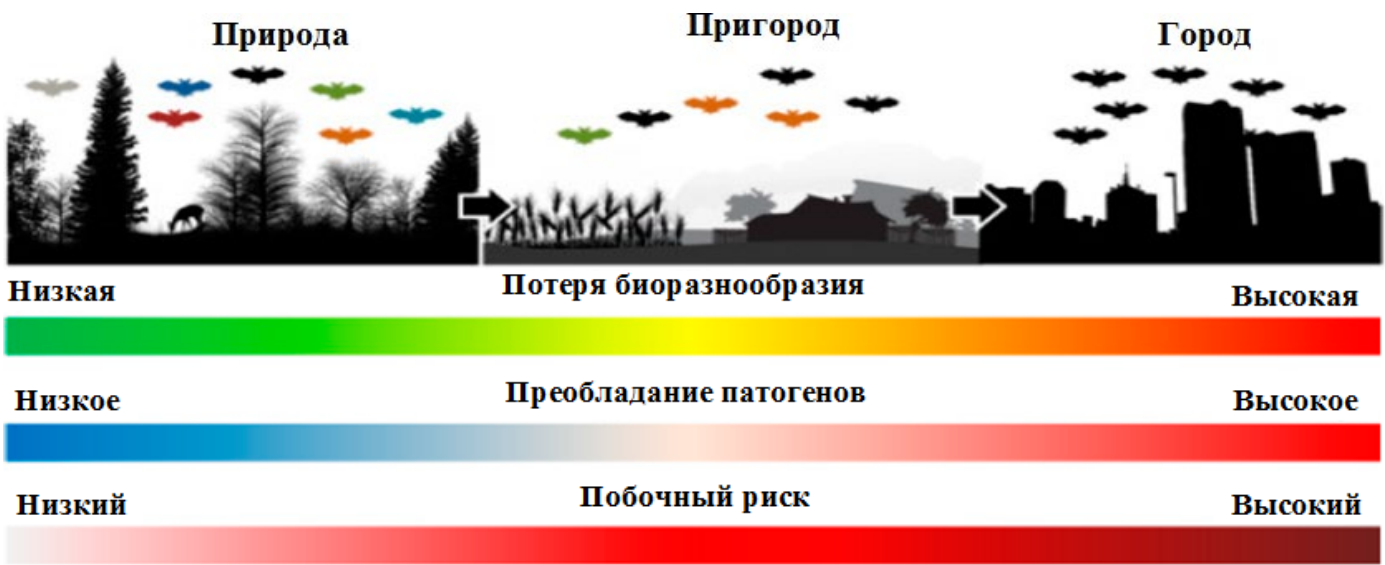 Природа
Пригород
Город
Потеря биоразнообразия
Низкая
Высокая
Преобладание патогенов
Низкое
Высокое
Побочный риск
Низкий
Высокий